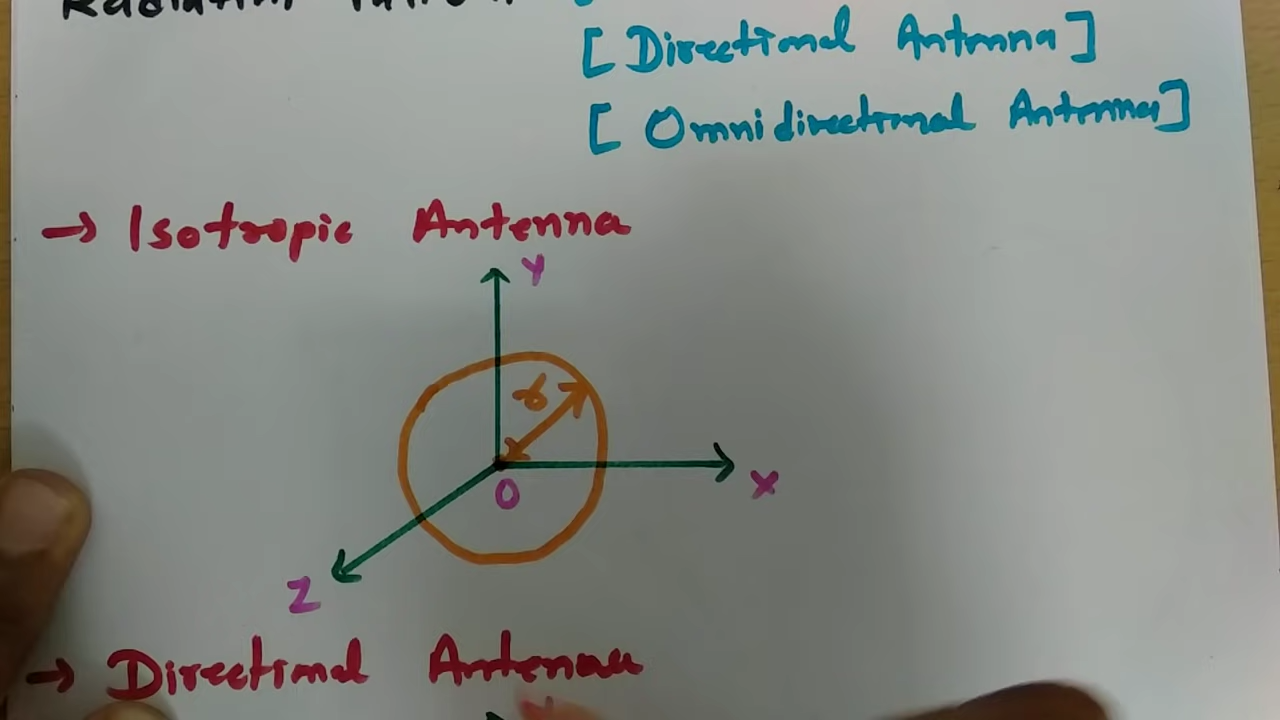 [ Directional Antenna ]
[ Omnidirectional Antenna ]
→ Isotropic Antenna
Y
r
O
X
Z
→ Directional Antenna